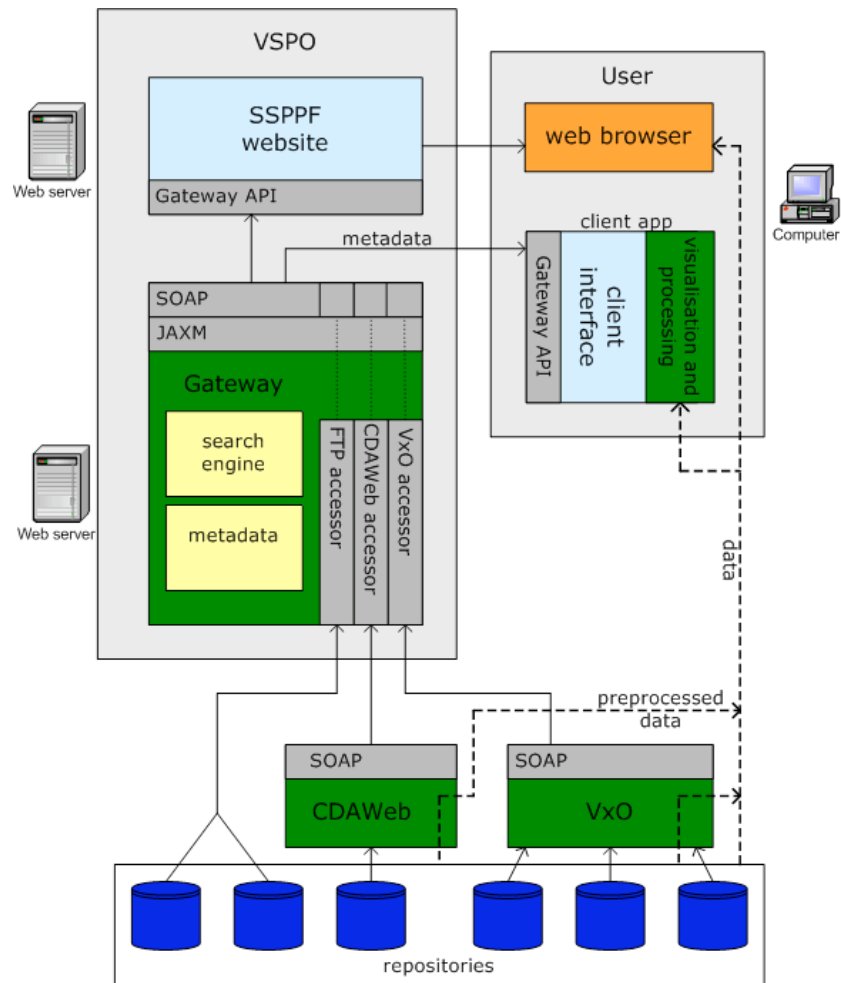 VSPO
SSPPF
website
Gateway API
Web server
User
web browser
Computer
metadata
client app
Gateway API
client
interface
visualisation and
processing
SOAP
JAXM
Gateway
search
engine
metadata
FTP accessor
CDAWeb accessor
VxO accessor
Web server
data
preprocessed
data
SOAP
CDAWeb
SOAP
VxO
repositories